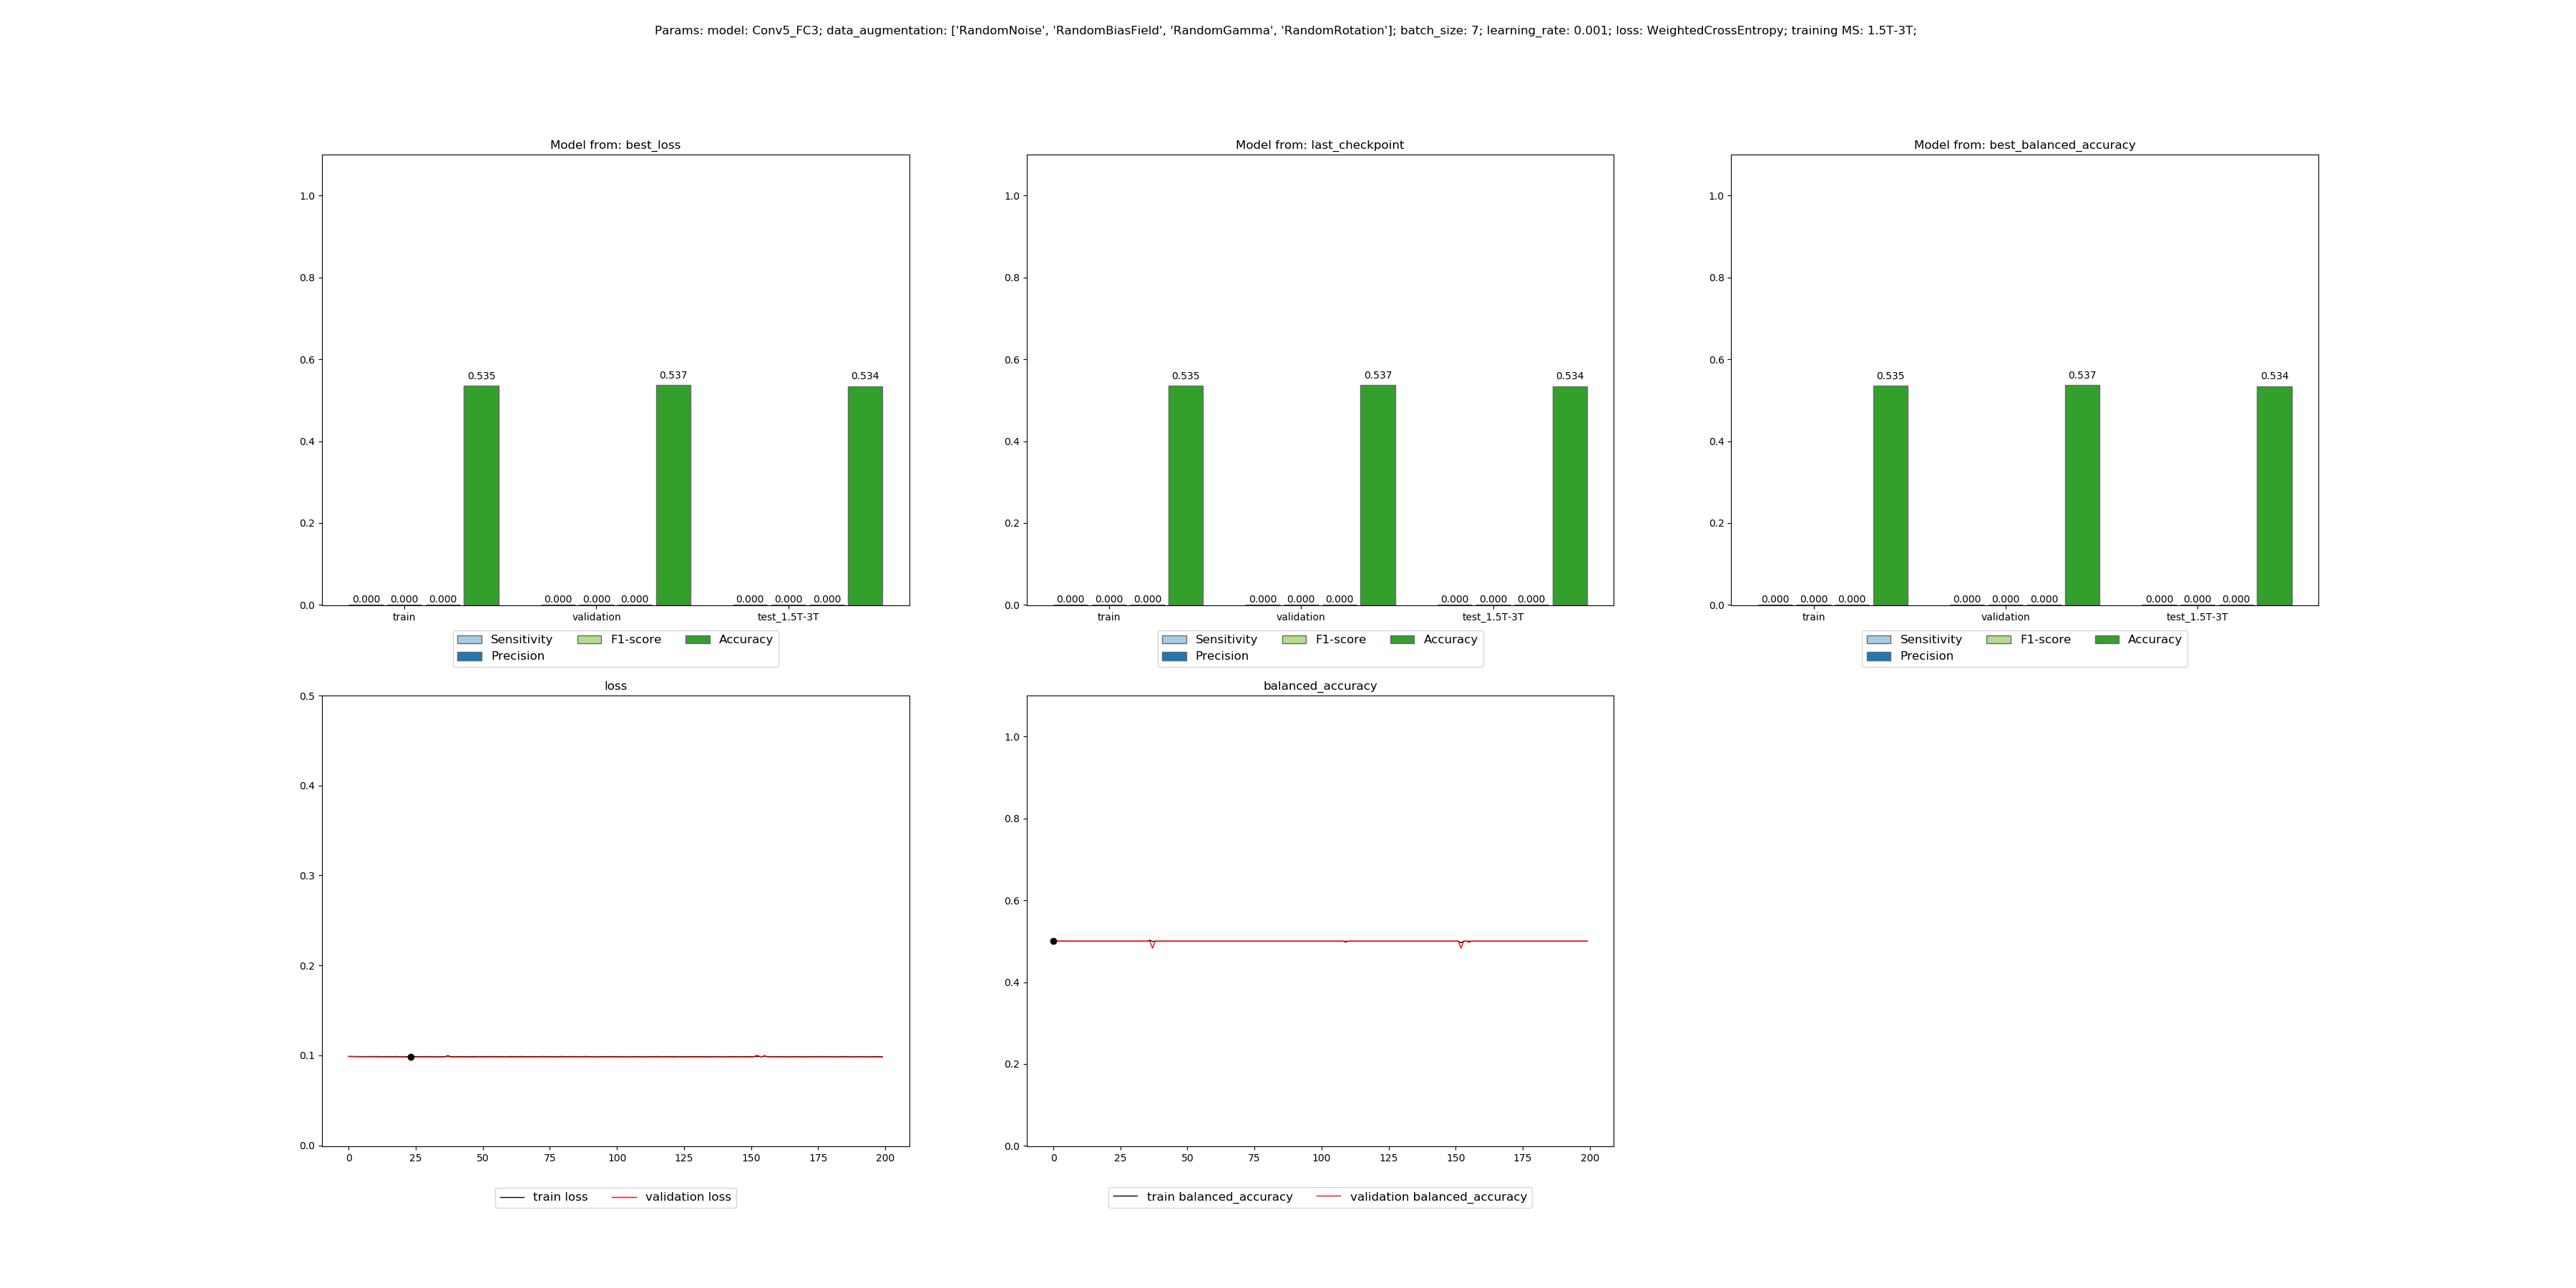 Params: model: Conv5_FC3; data_augmentation: ['RandomNoise', 'RandomBiasField', 'RandomGamma', 'RandomRotation']; batch_size: 7; learning_rate: 0.001; loss: WeightedCrossEntropy; training MS: 1.5T-3T;
Model from: best_loss
1.0
0.8
0.6
0.4
0.2
0.0
0.000 0.000 0.000 0.535
0.000 0.000 0.000 0.537
0.000 0.000 0.000 0.534
train validation test_1.5T-3T
Sensitivity F1-score Accuracy
Precision
Model from: last_checkpoint
1.0
0.8
0.6
0.4
0.2
0.0
0.000 0.000 0.000 0.535
0.000 0.000 0.000 0.537
0.000 0.000 0.000 0.534
train validation test_1.5T-3T
Sensitivity F1-score Accuracy
Precision
Model from: best_balanced_accuracy
1.0
0.8
0.6
0.4
0.2
0.0
0.000 0.000 0.000 0.535
0.000 0.000 0.000 0.537
0.000 0.000 0.000 0.534
train validation test_1.5T-3T
Sensitivity F1-score Accuracy
Precision
loss
0.5
0.4
0.3
0.2
0.1
0.0
0 25 50 75 100 125 150 175 200
train loss validation loss
balanced_accuracy
1.0
0.8
0.6
0.4
0.2
0.0
0 25 50 75 100 125 150 175 200
train balanced_accuracy validation balanced_accuracy